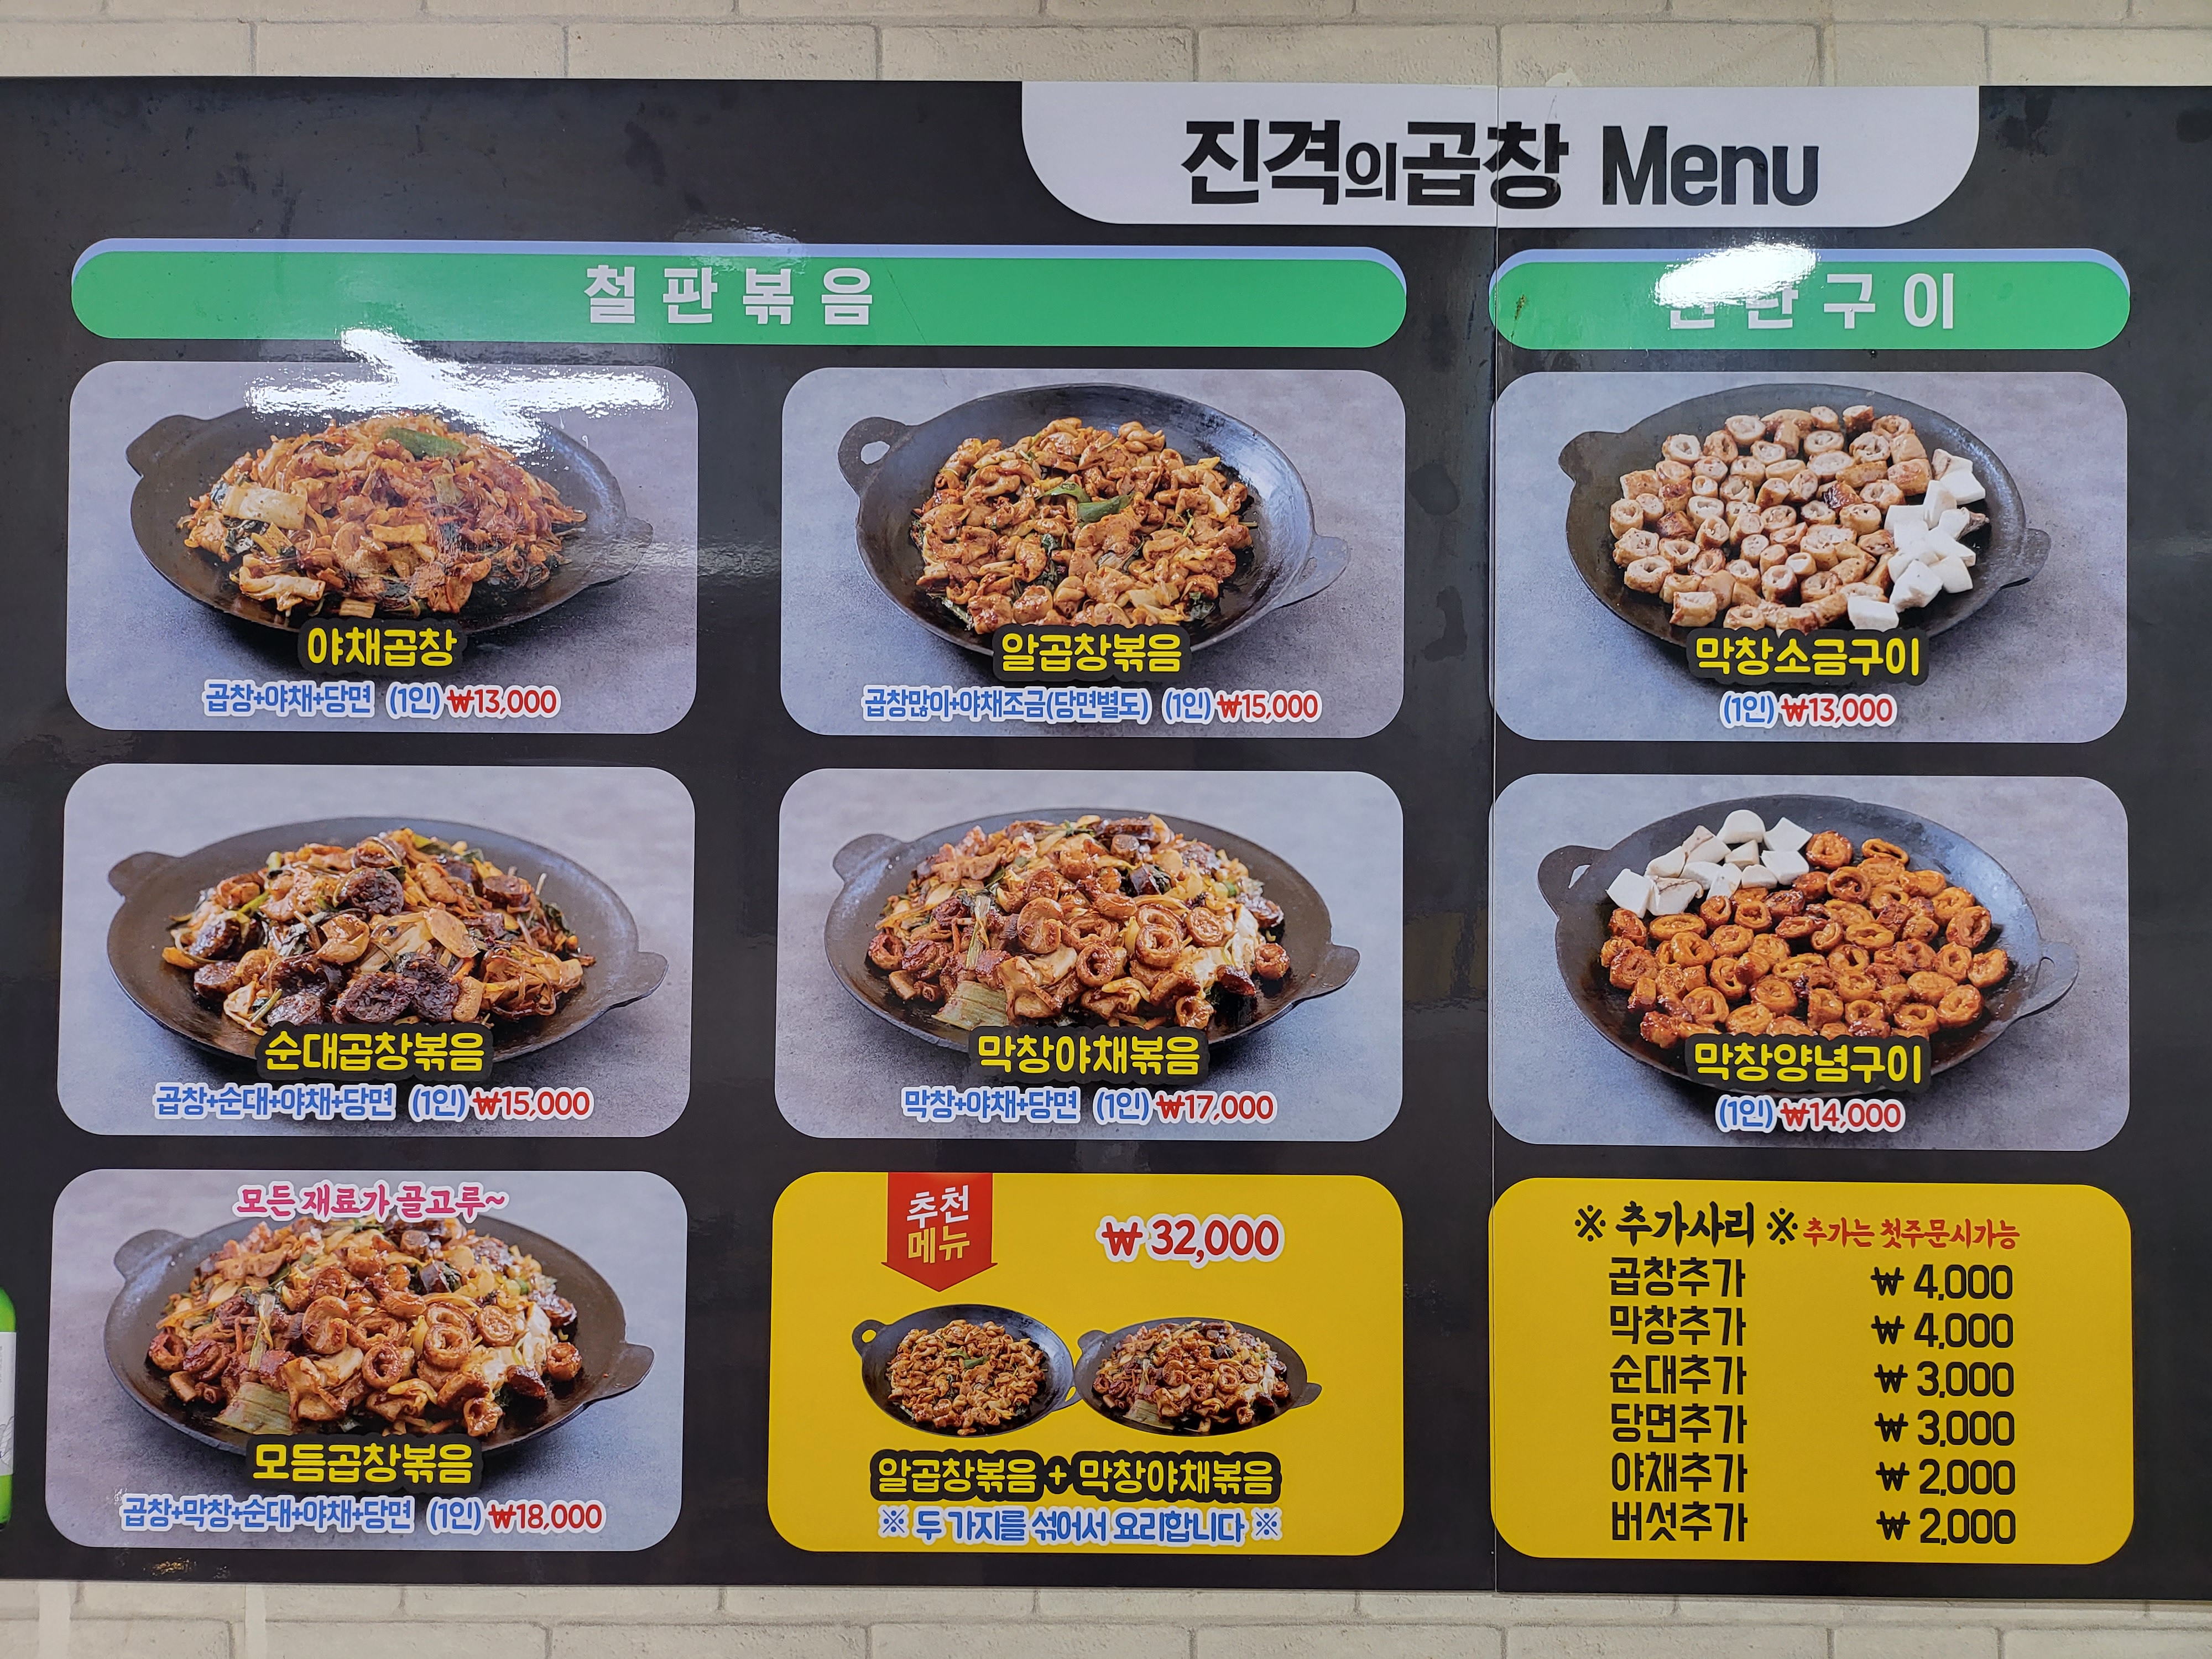 진격의곱창 Menu
철판볶음
구이
야채곱창
곱창+야채+당면 (1인) ₩13,000
알곱창볶음
곱창많이+야채조금(당면별도) (1인) ₩15,000
막창소금구이
(1인) ₩13,000
순대곱창볶음
곱창+순대+야채+당면 (1인) ₩15,000
막창야채볶음
막창+야채+당면 (1인) ₩17,000
막창양념구이
(1인) ₩14,000
모든 재료가 골고루~
모듬곱창볶음
곱창+막창+순대+야채+당면 (1인) ₩18,000
추천
메뉴
₩ 32,000
알곱창볶음 + 막창야채볶음
※ 두 가지를 섞어서 요리합니다 ※
※ 추가사리 ※ 추가는 첫주문시가능
곱창추가 ₩ 4,000
막창추가 ₩ 4,000
순대추가 ₩ 3,000
당면추가 ₩ 3,000
야채추가 ₩ 2,000
버섯추가 ₩ 2,000